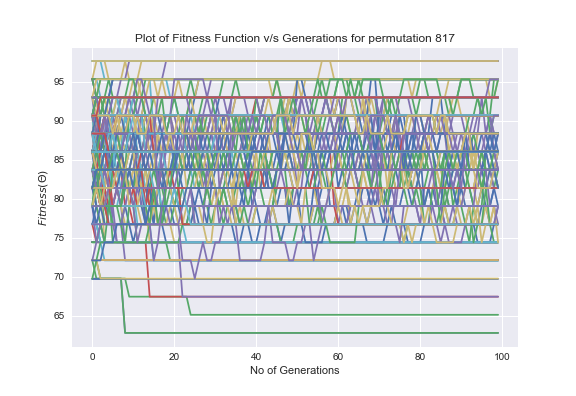 Plot of Fitness Function v/s Generations for permutation 817
Fitness(Θ)
95
90
85
80
75
70
65
0 20 40 60 80 100
No of Generations